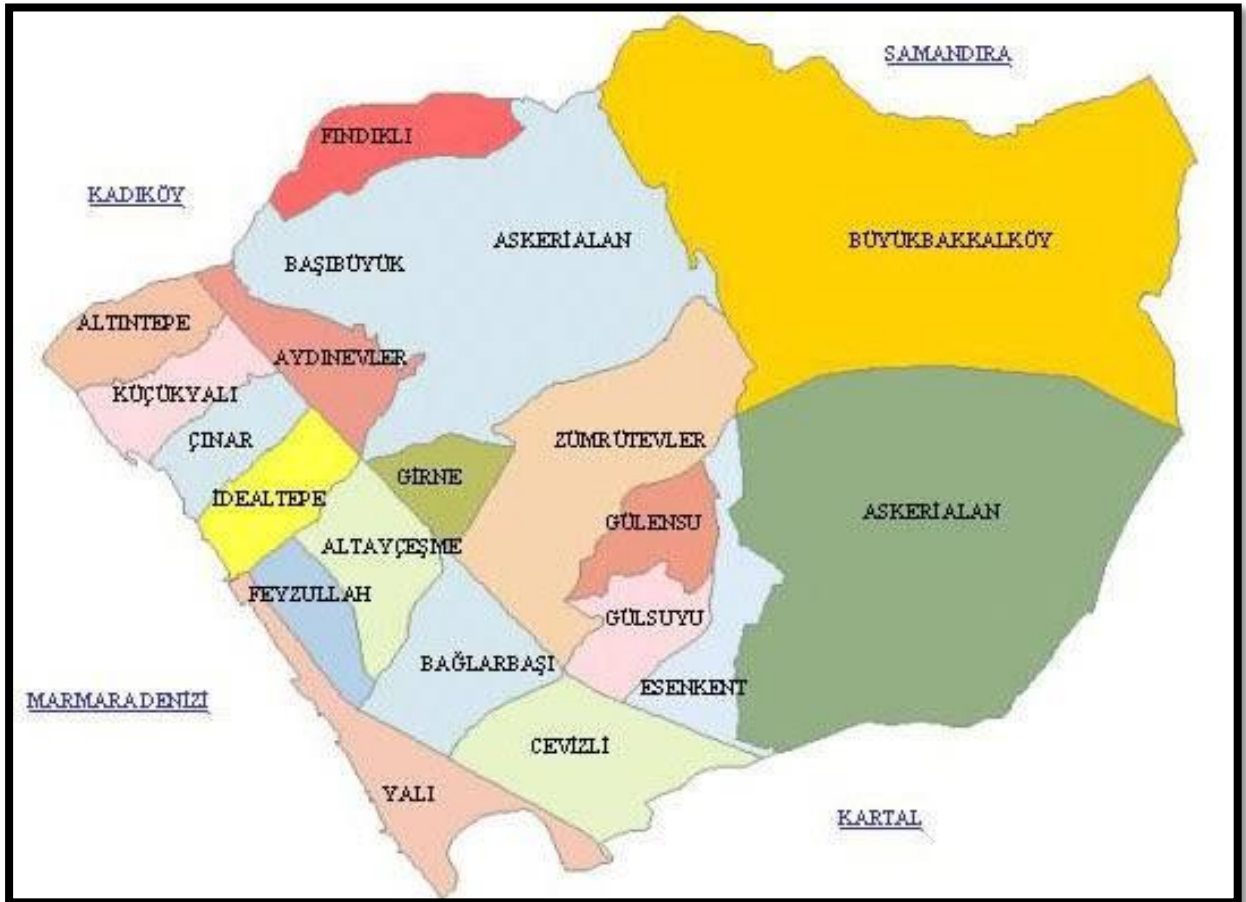 SAMANDIRA
FINDIKLI
KADIKÖY
ASKERİ ALAN
BÜYÜKBAKKALKÖY
BAŞIBÜYÜK
ALTINTEPE
AYDINEVLER
KÜÇÜKYALI
ÇINAR
ZÜMRÜTEVLER
GİRNE
İDEALTEPE
ASKERİ ALAN
GÜLENSU
ALTAYÇEŞME
FEYZULLAH
GÜLSUYU
BAĞLARBAŞI
ESENKENT
MARMARA DENİZİ
CEVİZLİ
YALI
KARTAL